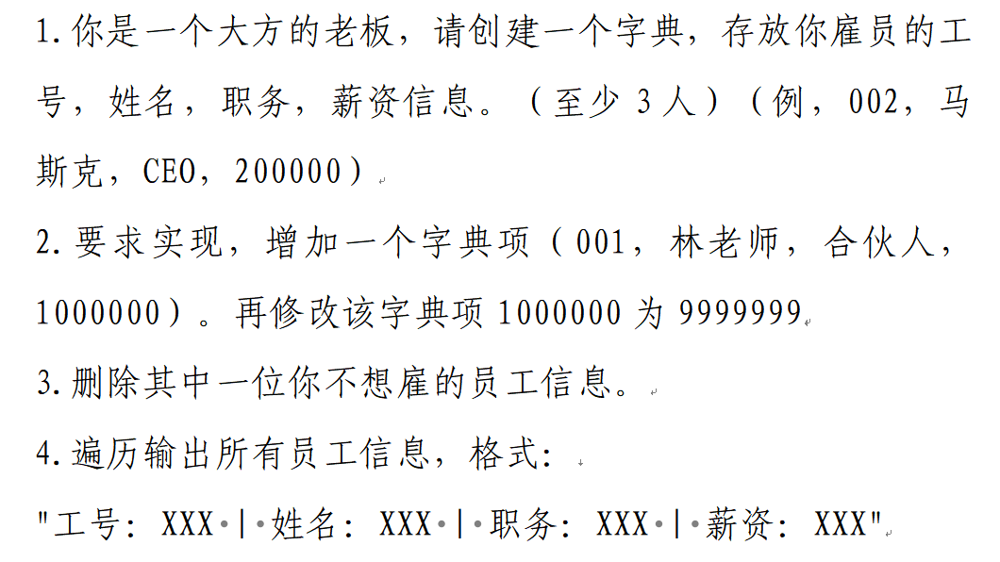 1.你是一个大方的老板，请创建一个字典，存放你雇员的工
号，姓名，职务，薪资信息。（至少 3 人）（例，002，马
斯克，CEO，200000）
2.要求实现，增加一个字典项（001，林老师，合伙人，
1000000）。再修改该字典项 1000000 为 9999999
3.删除其中一位你不想雇的员工信息。
4.遍历输出所有员工信息，格式：
"工号：XXX·|·姓名：XXX·|·职务：XXX·|·薪资：XXX"